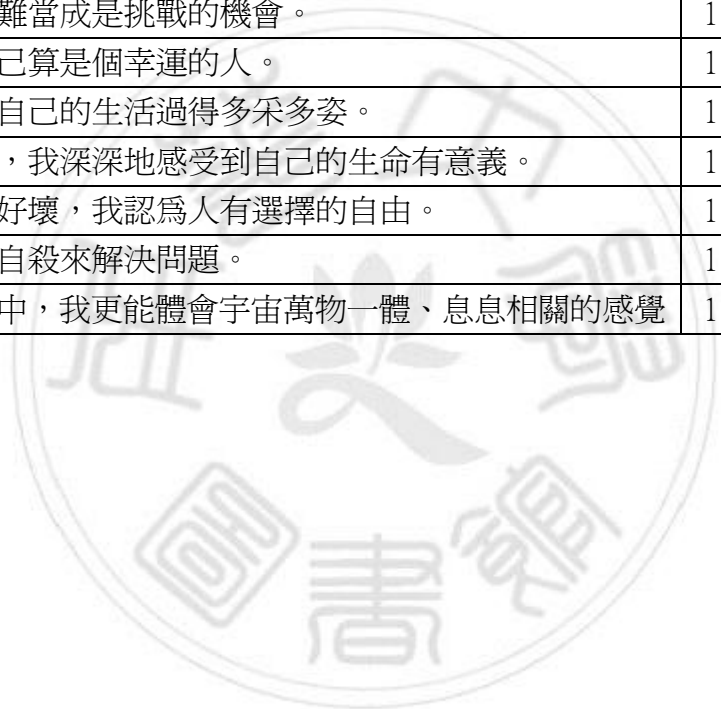 難當成是挑戰的機會。 1
己算是個幸運的人。 1
自己的生活過得多采多姿。 1
，我深深地感受到自己的生命有意義。 1
好壞，我認爲人有選擇的自由。 1
自殺來解決問題。 1
中，我更能體會宇宙萬物一體、息息相關的感覺 1